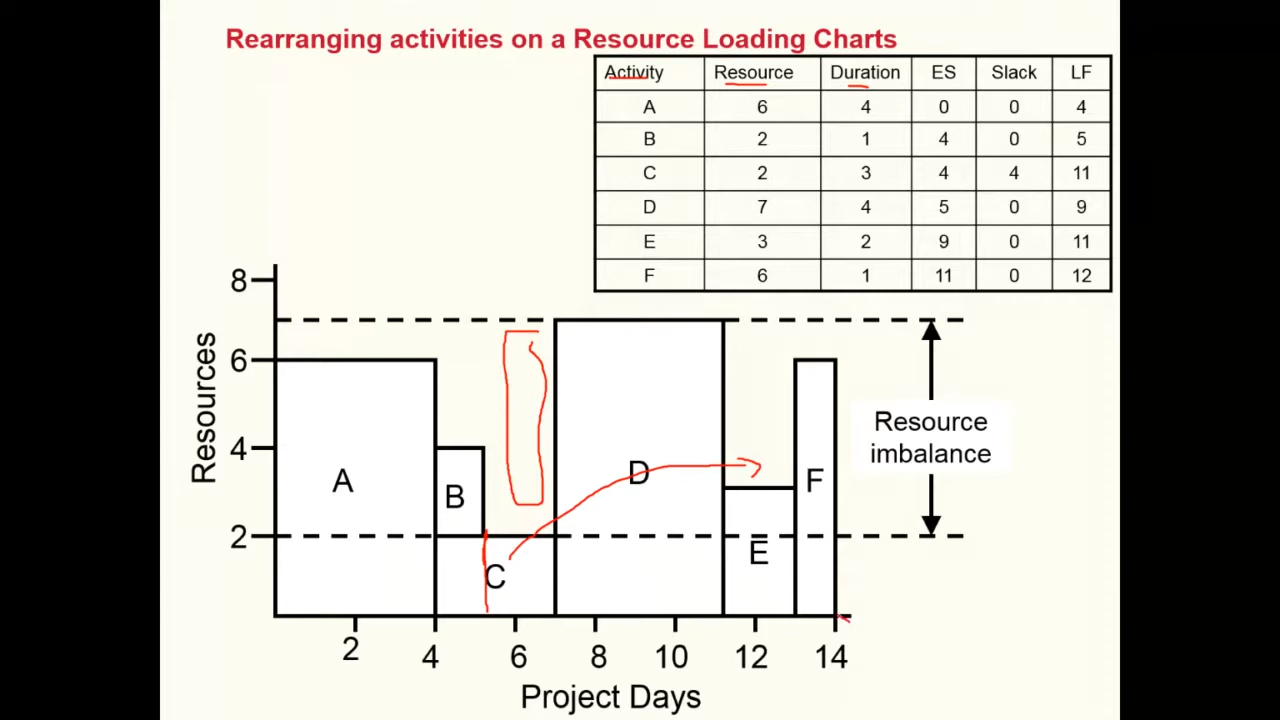 Rearranging activities on a Resource Loading Charts
Activity Resource Duration ES Slack LF
A 6 4 0 0 4
B 2 1 4 0 5
C 2 3 4 4 11
D 7 4 5 0 9
E 3 2 9 0 11
F 6 1 11 0 12
8
6
4
2
Resources
A
B
C
D
E
F
Resource
imbalance
2 4 6 8 10 12 14
Project Days